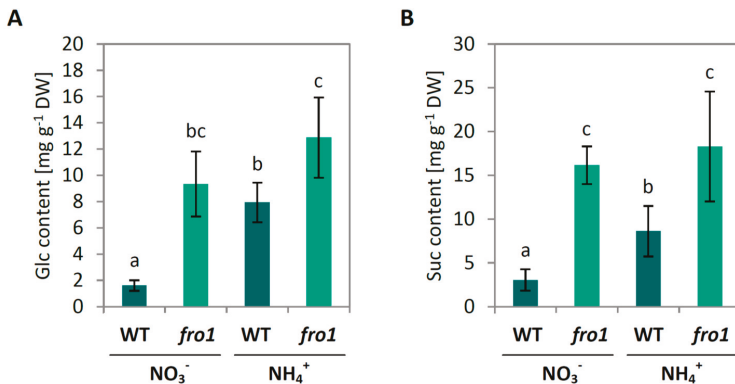 A
Glc content [mg g⁻¹ DW]
20
18
16
14
12
10
8
6
4
2
0
a
bc
b
c
WT fro1 WT fro1
NO₃⁻ NH₄⁺
B
Suc content [mg g⁻¹ DW]
30
25
20
15
10
5
0
a
c
b
c
WT fro1 WT fro1
NO₃⁻ NH₄⁺